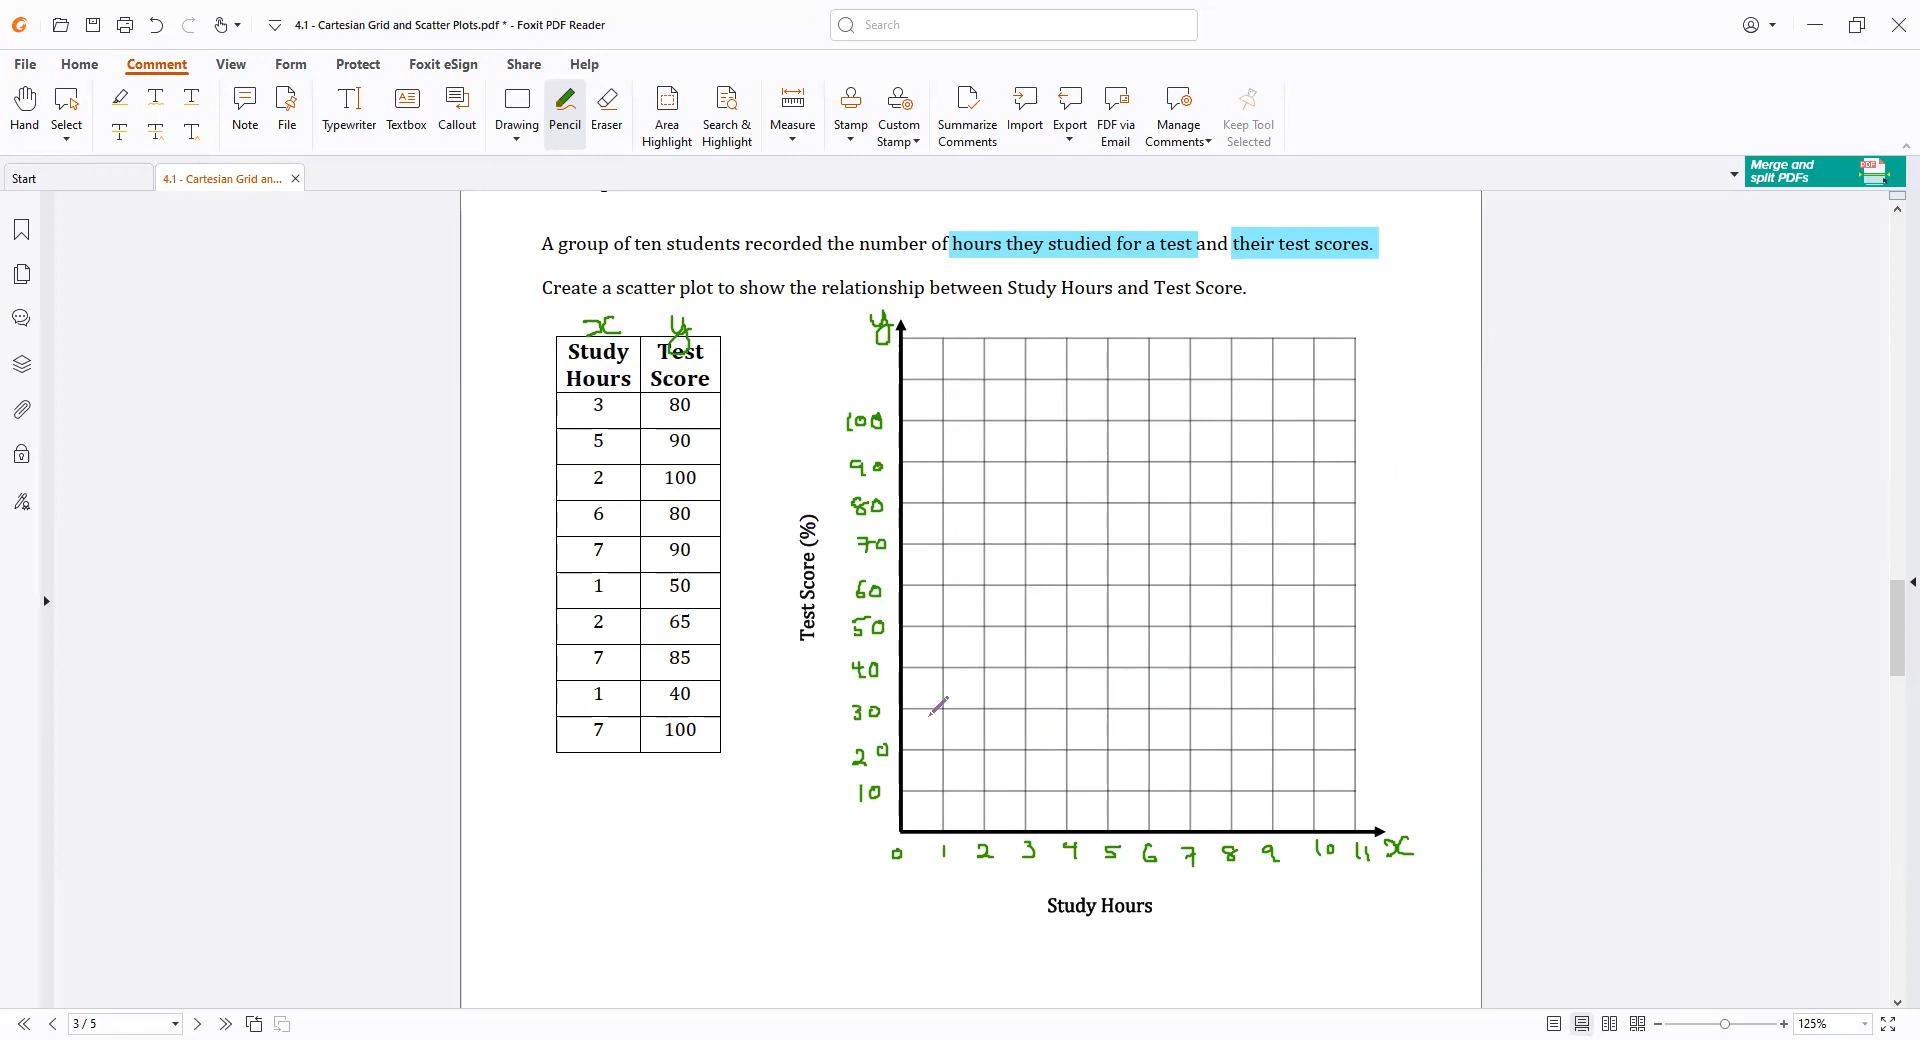 4.1 - Cartesian Grid and Scatter Plots.pdf * - Foxit PDF Reader
Search
File Home Comment View Form Protect Foxit eSign Share Help
Hand Select Note File Typewriter Textbox Callout Drawing Pencil Eraser Area Highlight Search & Highlight Measure Stamp Custom Stamp Summarize Comments Import Export FDF via Email Manage Comments Keep Tool Selected
Start
4.1 - Cartesian Grid an...
Merge and
split PDFs
PDF
A group of ten students recorded the number of hours they studied for a test and their test scores.
Create a scatter plot to show the relationship between Study Hours and Test Score.
x y
Study Hours Test Score
3 80
5 90
2 100
6 80
7 90
1 50
2 65
7 85
1 40
7 100
y
100
90
80
70
60
50
40
30
20
10
Test Score (%)
0 1 2 3 4 5 6 7 8 9 10 11 x
Study Hours
3 / 5
125%